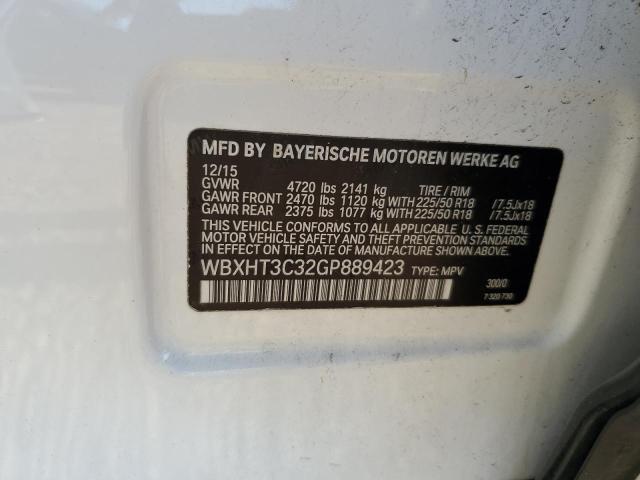 MFD BY BAYERISCHE MOTOREN WERKE AG
12/15
GVWR 4720 lbs 2141 kg TIRE / RIM
GAWR FRONT 2470 lbs 1120 kg WITH 225/50 R18 /7.5Jx18
GAWR REAR 2375 lbs 1077 kg WITH 225/50 R18 /7.5Jx18
THIS VEHICLE CONFORMS TO ALL APPLICABLE U. S. FEDERAL
MOTOR VEHICLE SAFETY AND THEFT PREVENTION STANDARDS
IN EFFECT ON THE DATE OF MANUFACTURE SHOWN ABOVE.
WBXHT3C32GP889423 TYPE: MPV
300/0
7 320 730